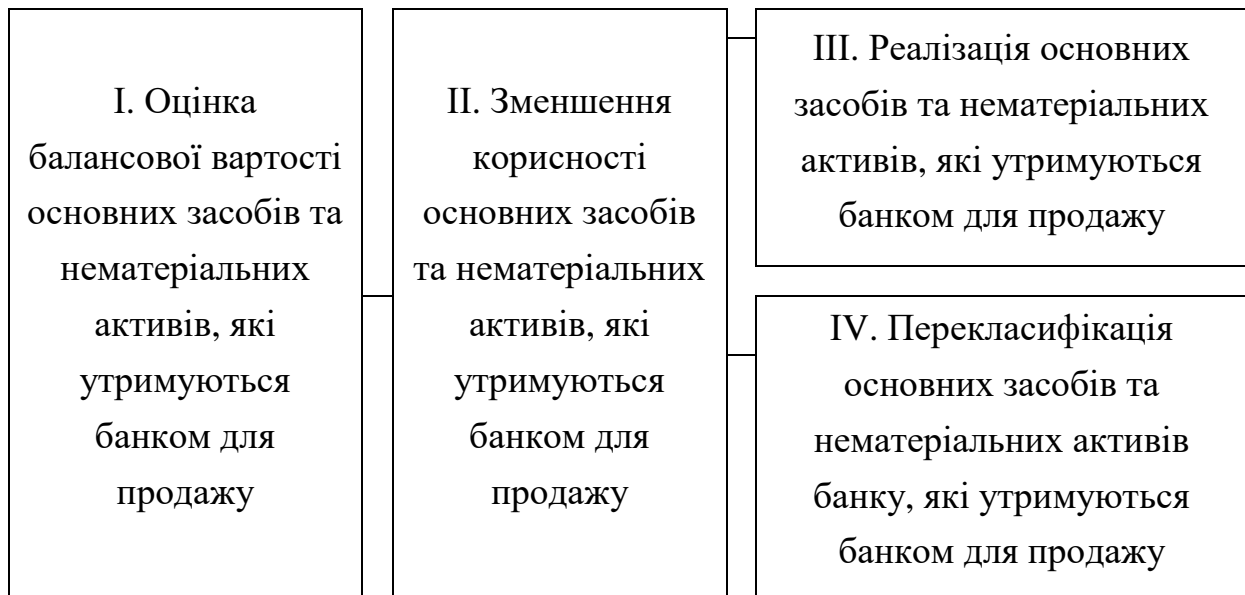 І. Оцінка
балансової вартості
основних засобів та
нематеріальних
активів, які
утримуються
банком для
продажу
ІІ. Зменшення
корисності
основних засобів
та нематеріальних
активів, які
утримуються
банком для
продажу
ІІІ. Реалізація основних
засобів та нематеріальних
активів, які утримуються
банком для продажу
IV. Перекласифікація
основних засобів та
нематеріальних активів
банку, які утримуються
банком для продажу